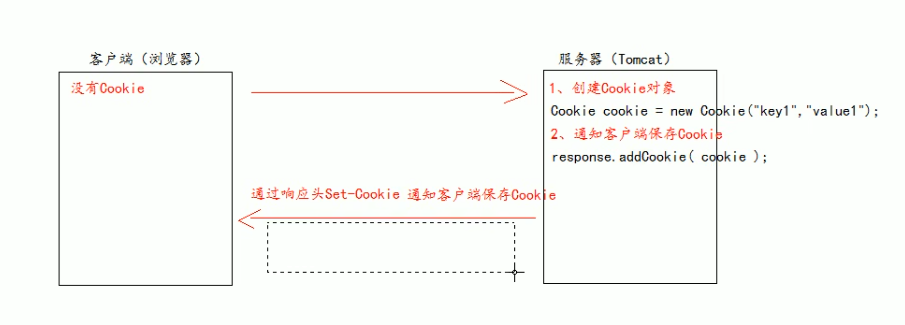 客户端（浏览器）
服务器（Tomcat）
没有Cookie
1、创建Cookie对象
Cookie cookie = new Cookie("key1","value1");
2、通知客户端保存Cookie
response.addCookie( cookie );
通过响应头Set-Cookie 通知客户端保存Cookie